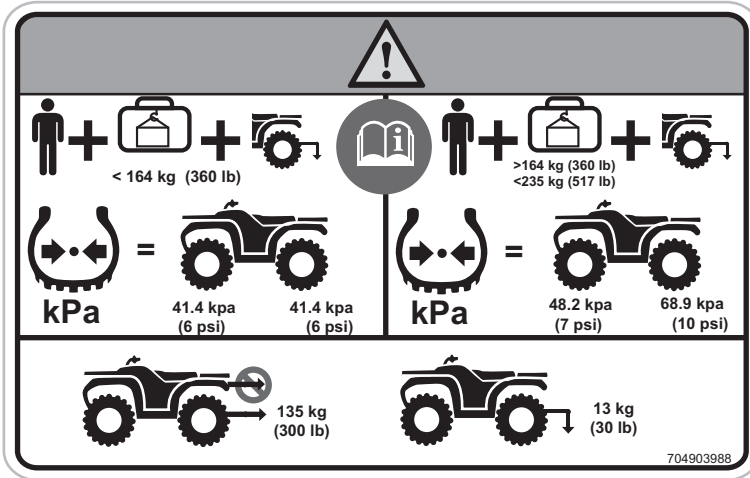 !
i
< 164 kg (360 lb)
>164 kg (360 lb)
<235 kg (517 lb)
kPa
=
41.4 kpa
(6 psi)
41.4 kpa
(6 psi)
kPa
=
48.2 kpa
(7 psi)
68.9 kpa
(10 psi)
135 kg
(300 lb)
13 kg
(30 lb)
704903988